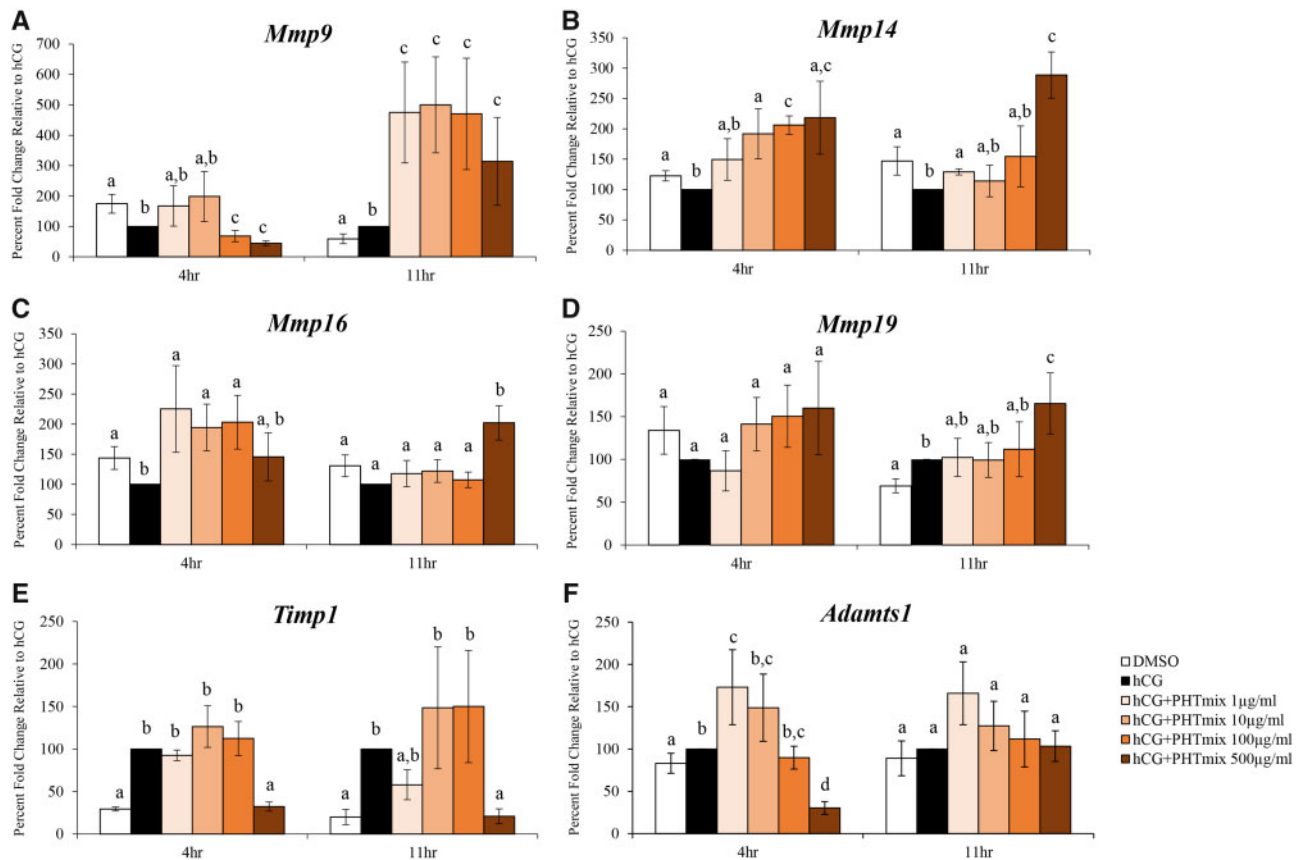 A
Mmp9
Percent Fold Change Relative to hCG
700
600
500
400
300
200
100
0
a
b
a,b
a,b
c
c
a
b
c
c
c
c
4hr
11hr
B
Mmp14
Percent Fold Change Relative to hCG
350
300
250
200
150
100
50
0
a
b
a,b
a
c
a,c
a
b
a
a,b
a,b
c
4hr
11hr
C
Mmp16
Percent Fold Change Relative to hCG
350
300
250
200
150
100
50
0
a
b
a
a
a
a, b
a
a
a
a
a
b
4hr
11hr
D
Mmp19
Percent Fold Change Relative to hCG
250
200
150
100
50
0
a
a
a
a
a
a
a
b
a,b
a,b
a,b
c
4hr
11hr
E
Timp1
Percent Fold Change Relative to hCG
250
200
150
100
50
0
a
b
b
b
b
a
a
b
a,b
b
b
a
4hr
11hr
F
Adamts1
Percent Fold Change Relative to hCG
250
200
150
100
50
0
a
b
c
b,c
b,c
d
a
a
a
a
a
a
4hr
11hr
DMSO
hCG
hCG+PHTmix 1µg/ml
hCG+PHTmix 10µg/ml
hCG+PHTmix 100µg/ml
hCG+PHTmix 500µg/ml